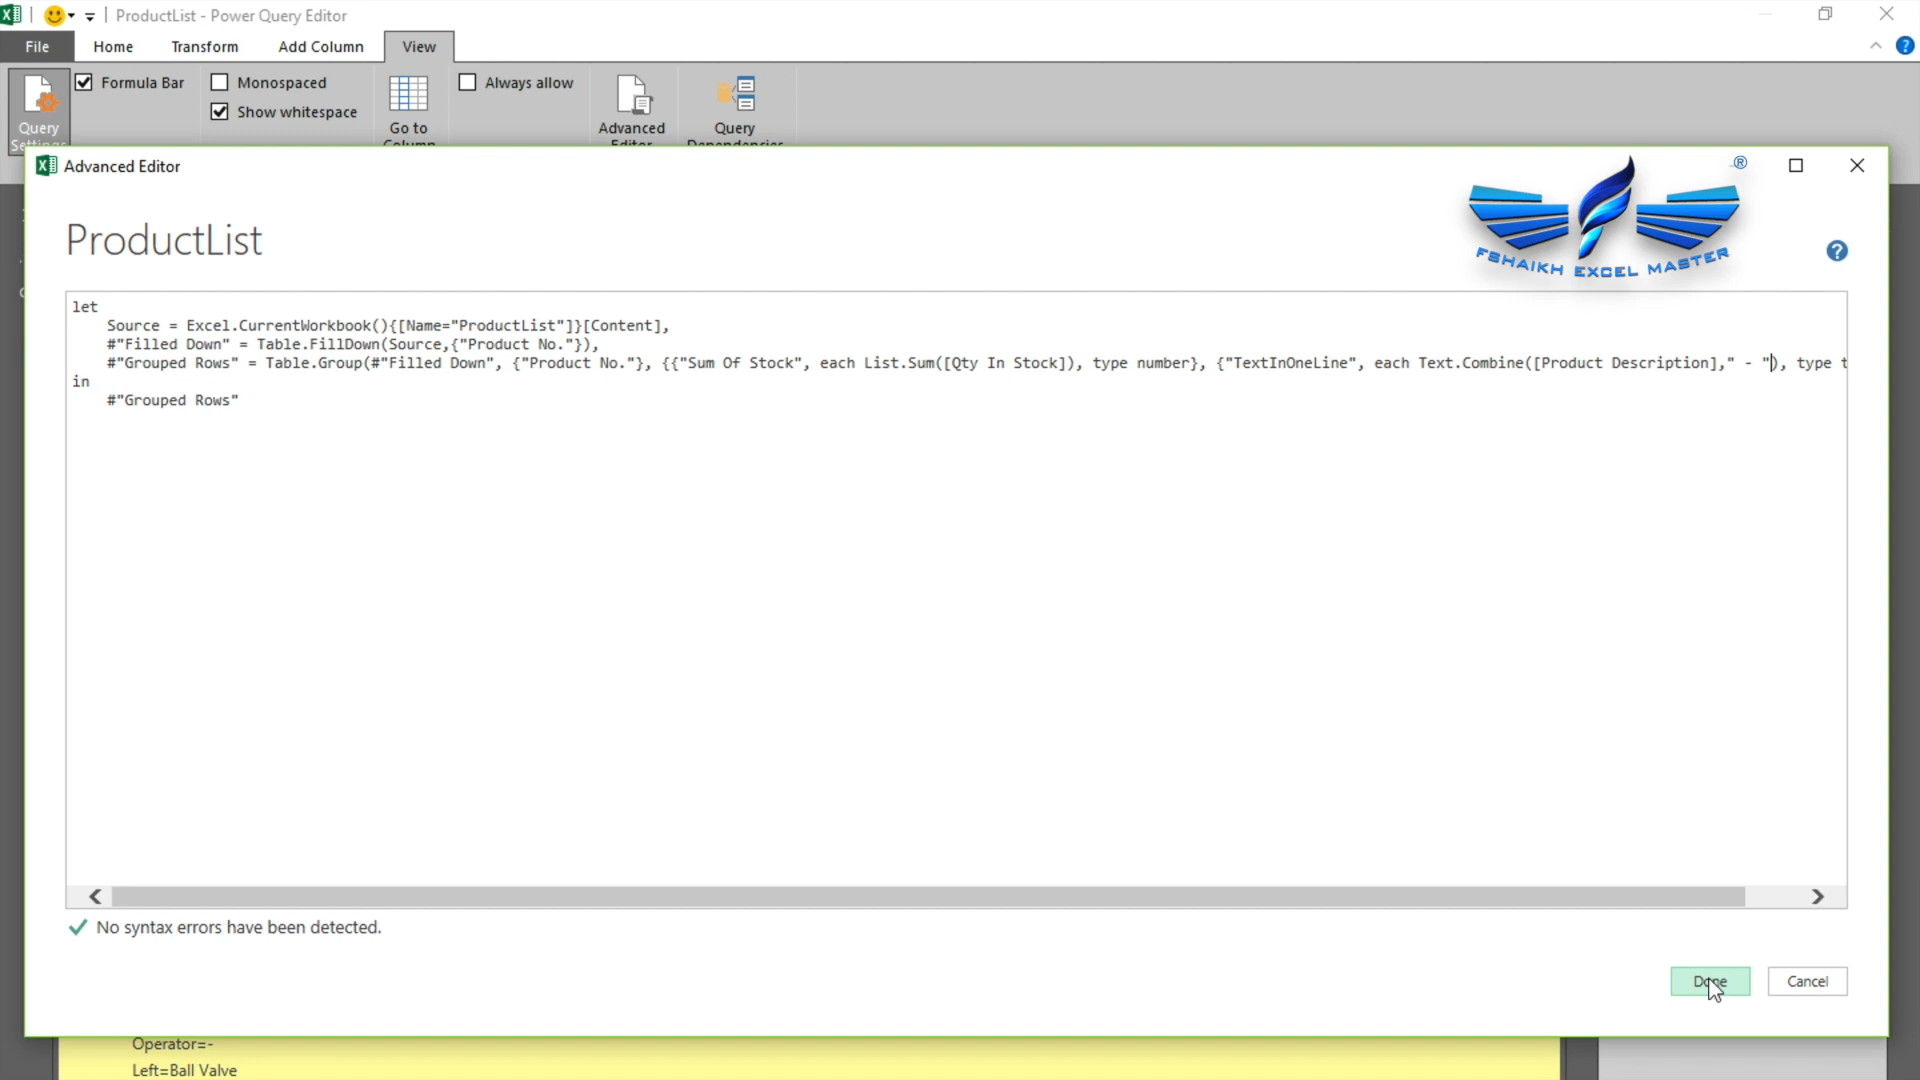 ProductList - Power Query Editor
File Home Transform Add Column View
Formula Bar Monospaced Always allow
Show whitespace
Query Go to Advanced Query
Settings Column Editor Dependencies
Advanced Editor
®
ProductList
FSHAIKH EXCEL MASTER
let
Source = Excel.CurrentWorkbook(){[Name="ProductList"]}[Content],
#"Filled Down" = Table.FillDown(Source,{"Product No."}),
#"Grouped Rows" = Table.Group(#"Filled Down", {"Product No."}, {{"Sum Of Stock", each List.Sum([Qty In Stock]), type number}, {"TextInOneLine", each Text.Combine([Product Description]," - "), type t
in
#"Grouped Rows"
No syntax errors have been detected.
Done Cancel
Operator=-
Left=Ball Valve